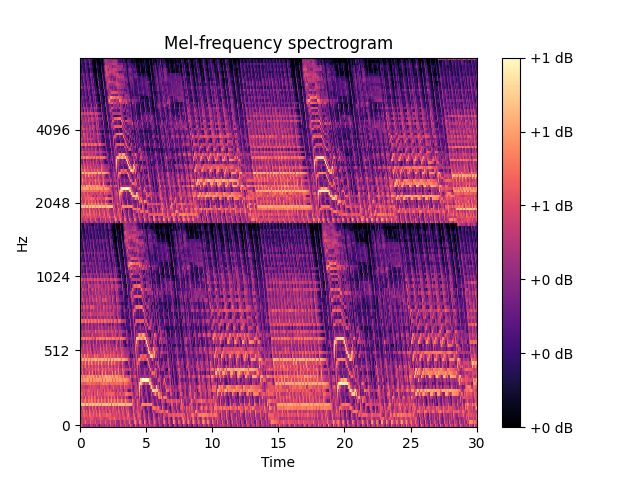 Mel-frequency spectrogram
Hz
4096
2048
1024
512
0
0 5 10 15 20 25 30
Time
+1 dB
+1 dB
+1 dB
+0 dB
+0 dB
+0 dB